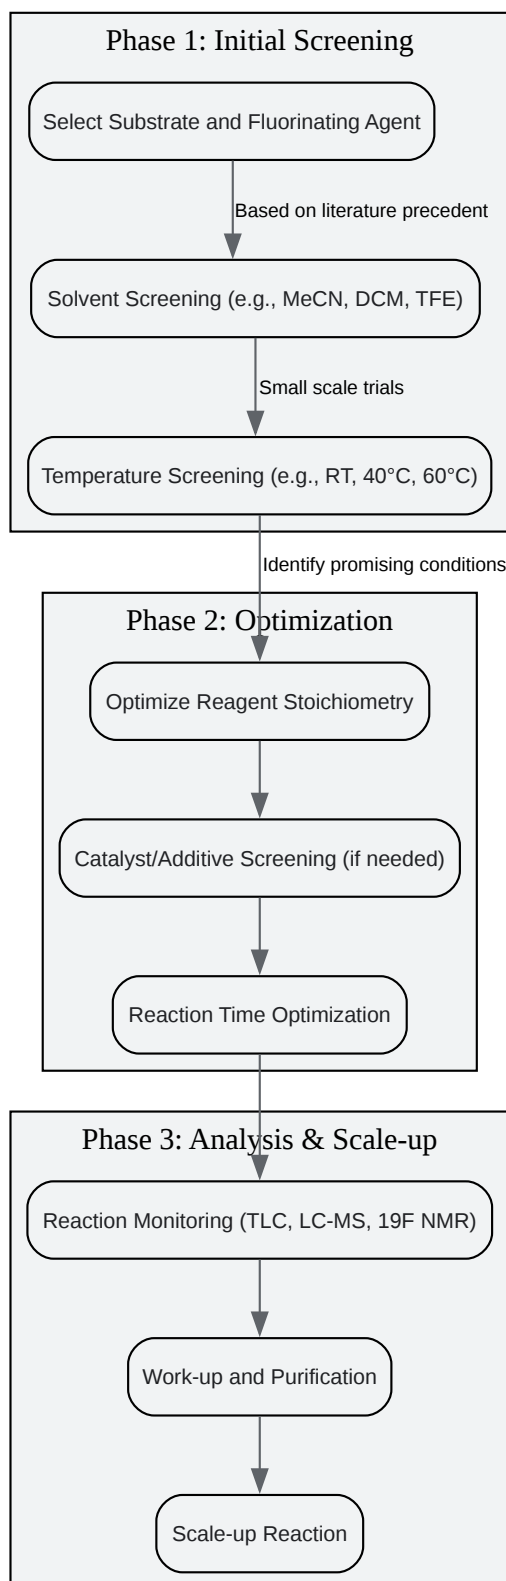 Phase 1: Initial Screening
Select Substrate and Fluorinating Agent
Based on literature precedent
Solvent Screening (e.g., MeCN, DCM, TFE)
Small scale trials
Temperature Screening (e.g., RT, 40°C, 60°C)
Identify promising conditions
Phase 2: Optimization
Optimize Reagent Stoichiometry
Catalyst/Additive Screening (if needed)
Reaction Time Optimization
Phase 3: Analysis & Scale-up
Reaction Monitoring (TLC, LC-MS, 19F NMR)
Work-up and Purification
Scale-up Reaction